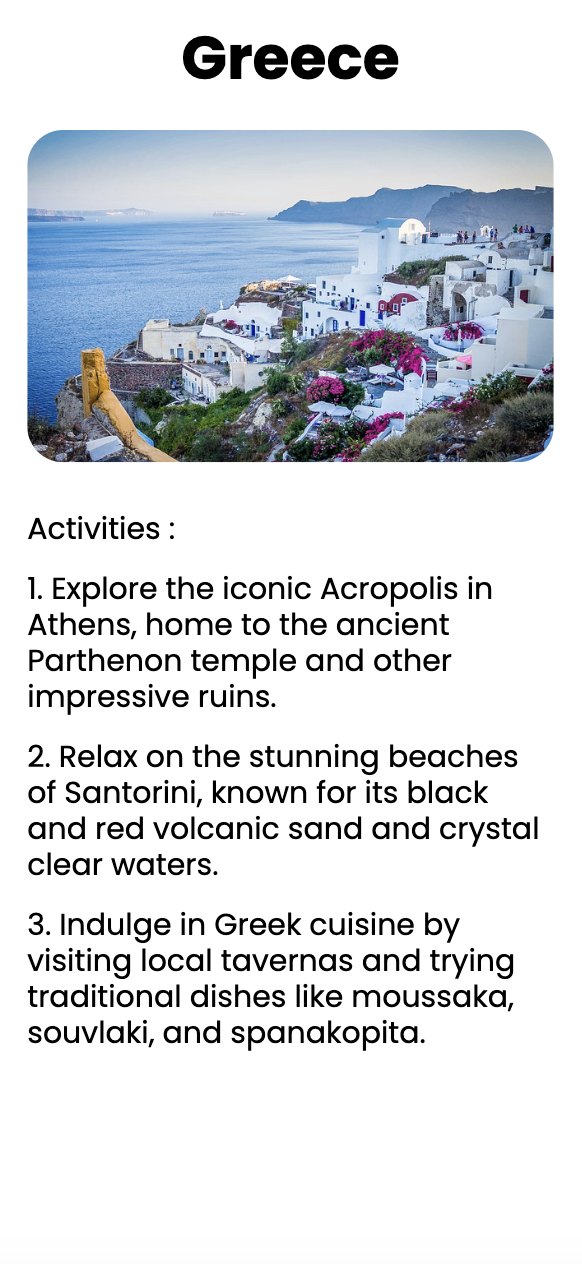 Greece
Activities :
1. Explore the iconic Acropolis in
Athens, home to the ancient
Parthenon temple and other
impressive ruins.
2. Relax on the stunning beaches
of Santorini, known for its black
and red volcanic sand and crystal
clear waters.
3. Indulge in Greek cuisine by
visiting local tavernas and trying
traditional dishes like moussaka,
souvlaki, and spanakopita.